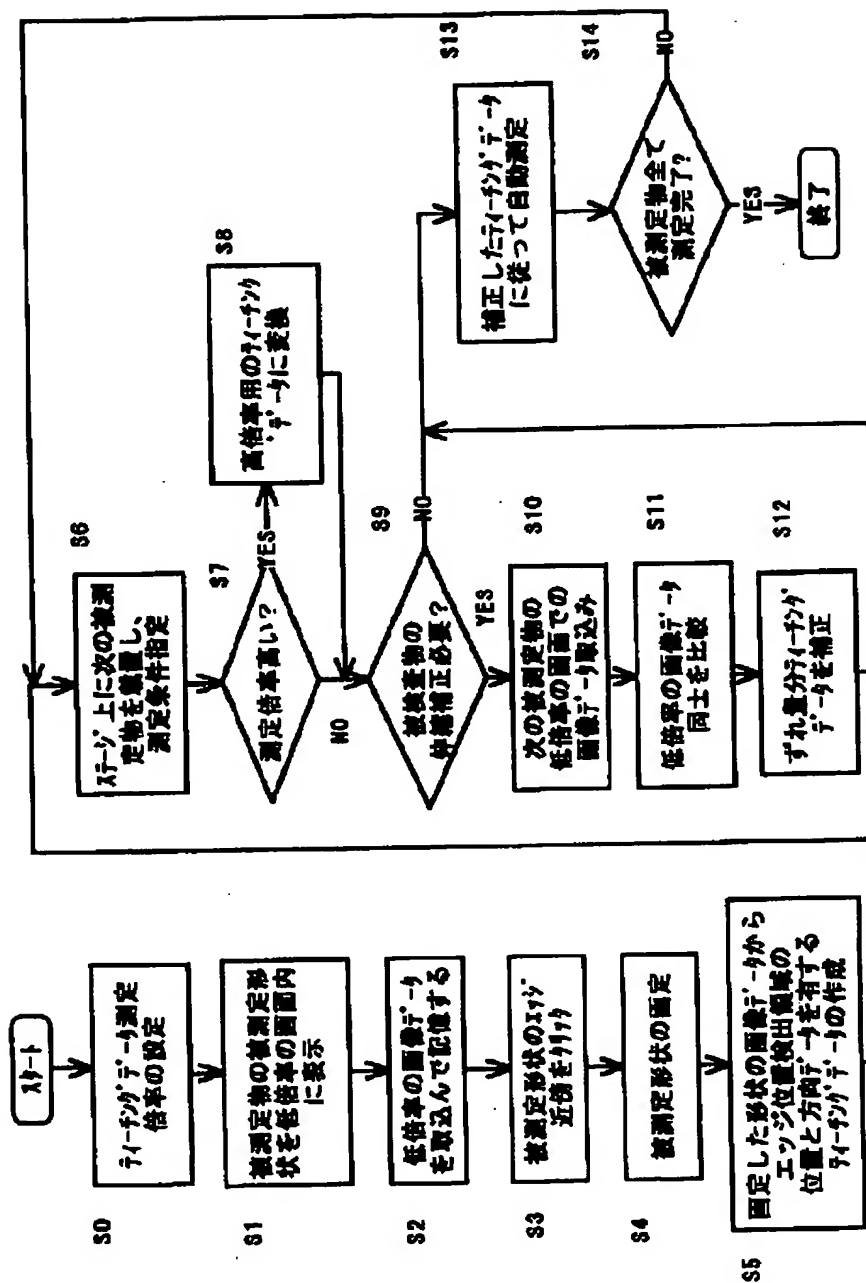 スタート
S0
ティーチングデータ測定
倍率の設定
S1
被測定物の被測定形
状を低倍率の画面内
に表示
S2
低倍率の画像データ
を取込んで記憶する
S3
被測定形状のエッジ
近傍をクリック
S4
被測定形状の画定
S5
画定した形状の画像データから
エッジ位置検出領域の
位置と方向データを有する
ティーチングデータの作成
S6
ステージ上に次の被測
定物を載置し、
測定条件指定
S7
測定倍率高い?
YES
NO
S8
高倍率用のティーチング
データに変換
S9
被検査物の
伸縮補正必要?
NO
YES
S10
次の被測定物の
低倍率の画面での
画像データ取込み
S11
低倍率の画像データ
同士を比較
S12
ずれ量分ティーチング
データを補正
S13
補正したティーチングデータ
に従って自動測定
S14
被測定物全て
測定完了?
NO
YES
終了